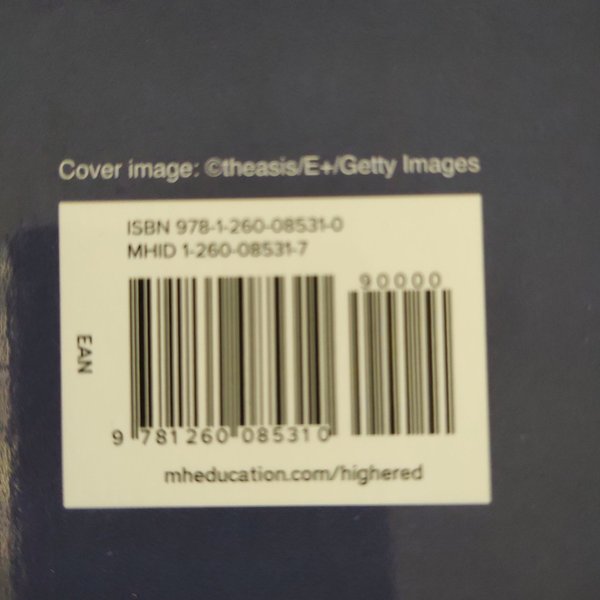 Cover image: ©theasis/E+/Getty Images
ISBN 978-1-260-08531-0
MHID 1-260-08531-7
90000
EAN
9 781260 085310
mheducation.com/highered